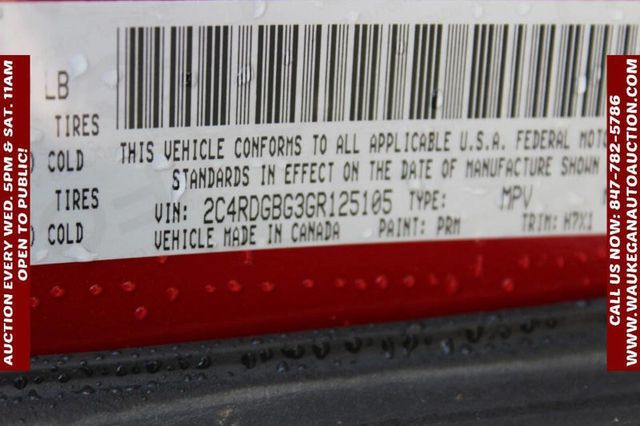 LB
TIRES
COLD
TIRES
COLD
THIS VEHICLE CONFORMS TO ALL APPLICABLE U.S.A. FEDERAL
STANDARDS IN EFFECT ON THE DATE OF MANUFACTURE SHOWN
VIN: 2C4RDGBG3GR125105 TYPE: MPV
VEHICLE MADE IN CANADA PAINT: PRM TRIM: H7X1
AUCTION EVERY WED. 5PM & SAT. 11AM
OPEN TO PUBLIC!
CALL US NOW: 847-782-5786
WWW.WAUKEGANAUTOAUCTION.COM